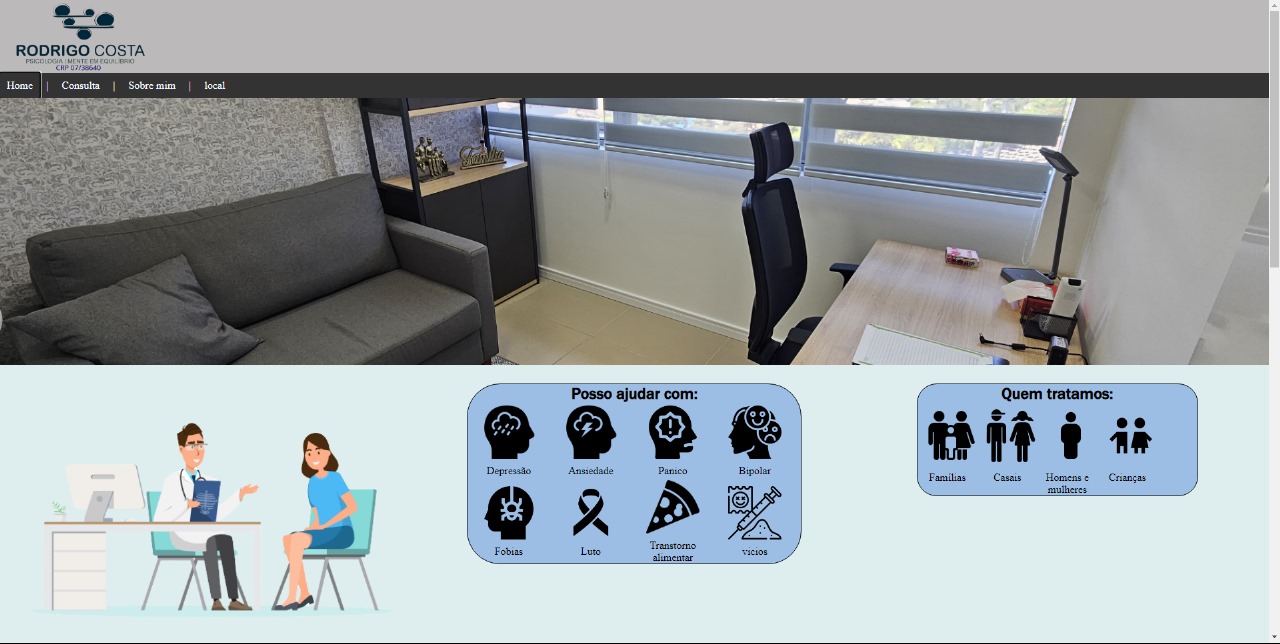 RODRIGO COSTA
PSICOLOGIA | MENTE EM EQUILÍBRIO
CRP 07/38640
Home | Consulta | Sobre mim | local
Posso ajudar com:
Depressão Ansiedade Panico Bipolar
Fobias Luto Transtorno alimentar vicios
Quem tratamos:
Famílias Casais Homens e mulheres Crianças